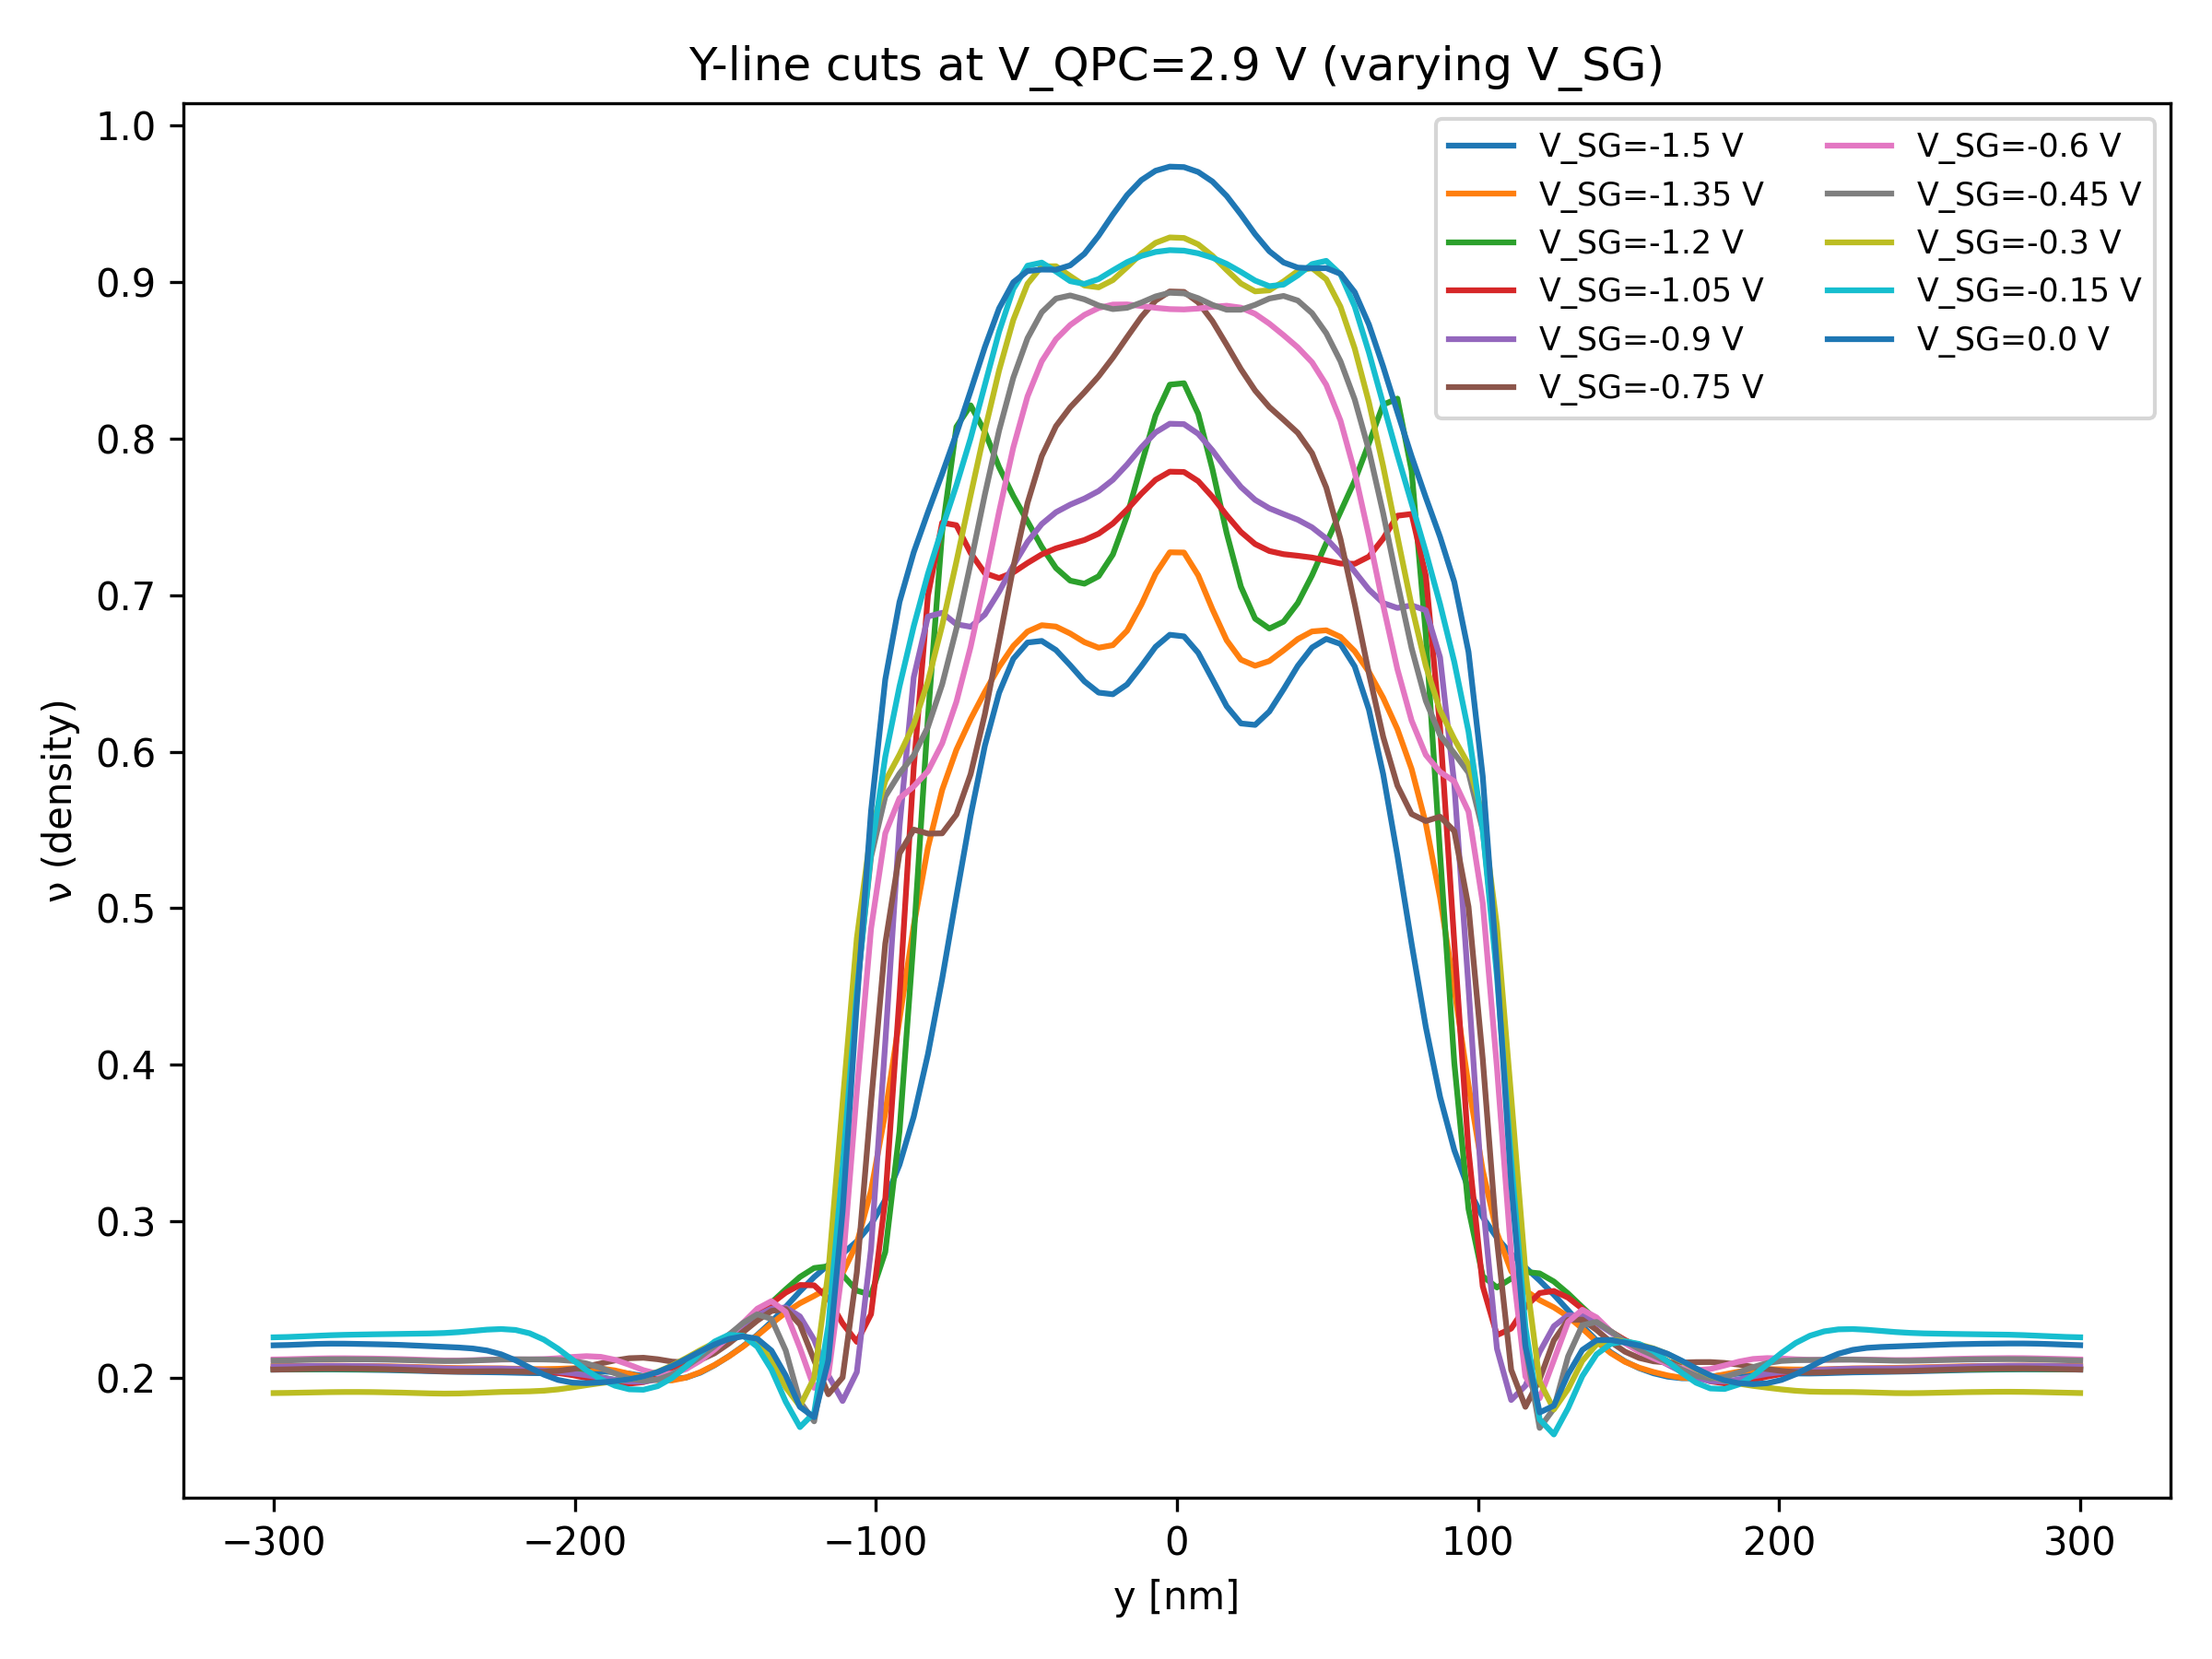 Y-line cuts at V_QPC=2.9 V (varying V_SG)
ν (density)
1.0
0.9
0.8
0.7
0.6
0.5
0.4
0.3
0.2
V_SG=-1.5 V
V_SG=-1.35 V
V_SG=-1.2 V
V_SG=-1.05 V
V_SG=-0.9 V
V_SG=-0.75 V
V_SG=-0.6 V
V_SG=-0.45 V
V_SG=-0.3 V
V_SG=-0.15 V
V_SG=0.0 V
−300 −200 −100 0 100 200 300
y [nm]